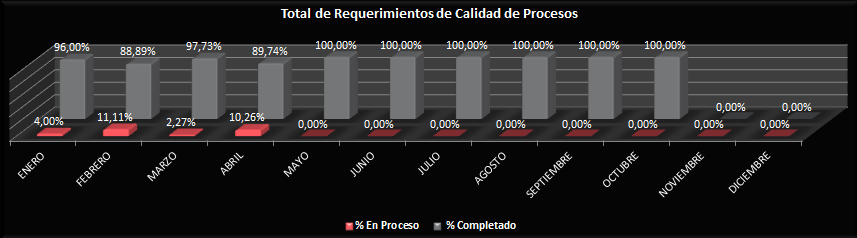 Total de Requerimientos de Calidad de Procesos
96,00% 88,89% 97,73% 89,74% 100,00% 100,00% 100,00% 100,00% 100,00% 100,00% 0,00% 0,00%
4,00% 11,11% 2,27% 10,26% 0,00% 0,00% 0,00% 0,00% 0,00% 0,00% 0,00% 0,00%
ENERO FEBRERO MARZO ABRIL MAYO JUNIO JULIO AGOSTO SEPTIEMBRE OCTUBRE NOVIEMBRE DICIEMBRE
% En Proceso % Completado